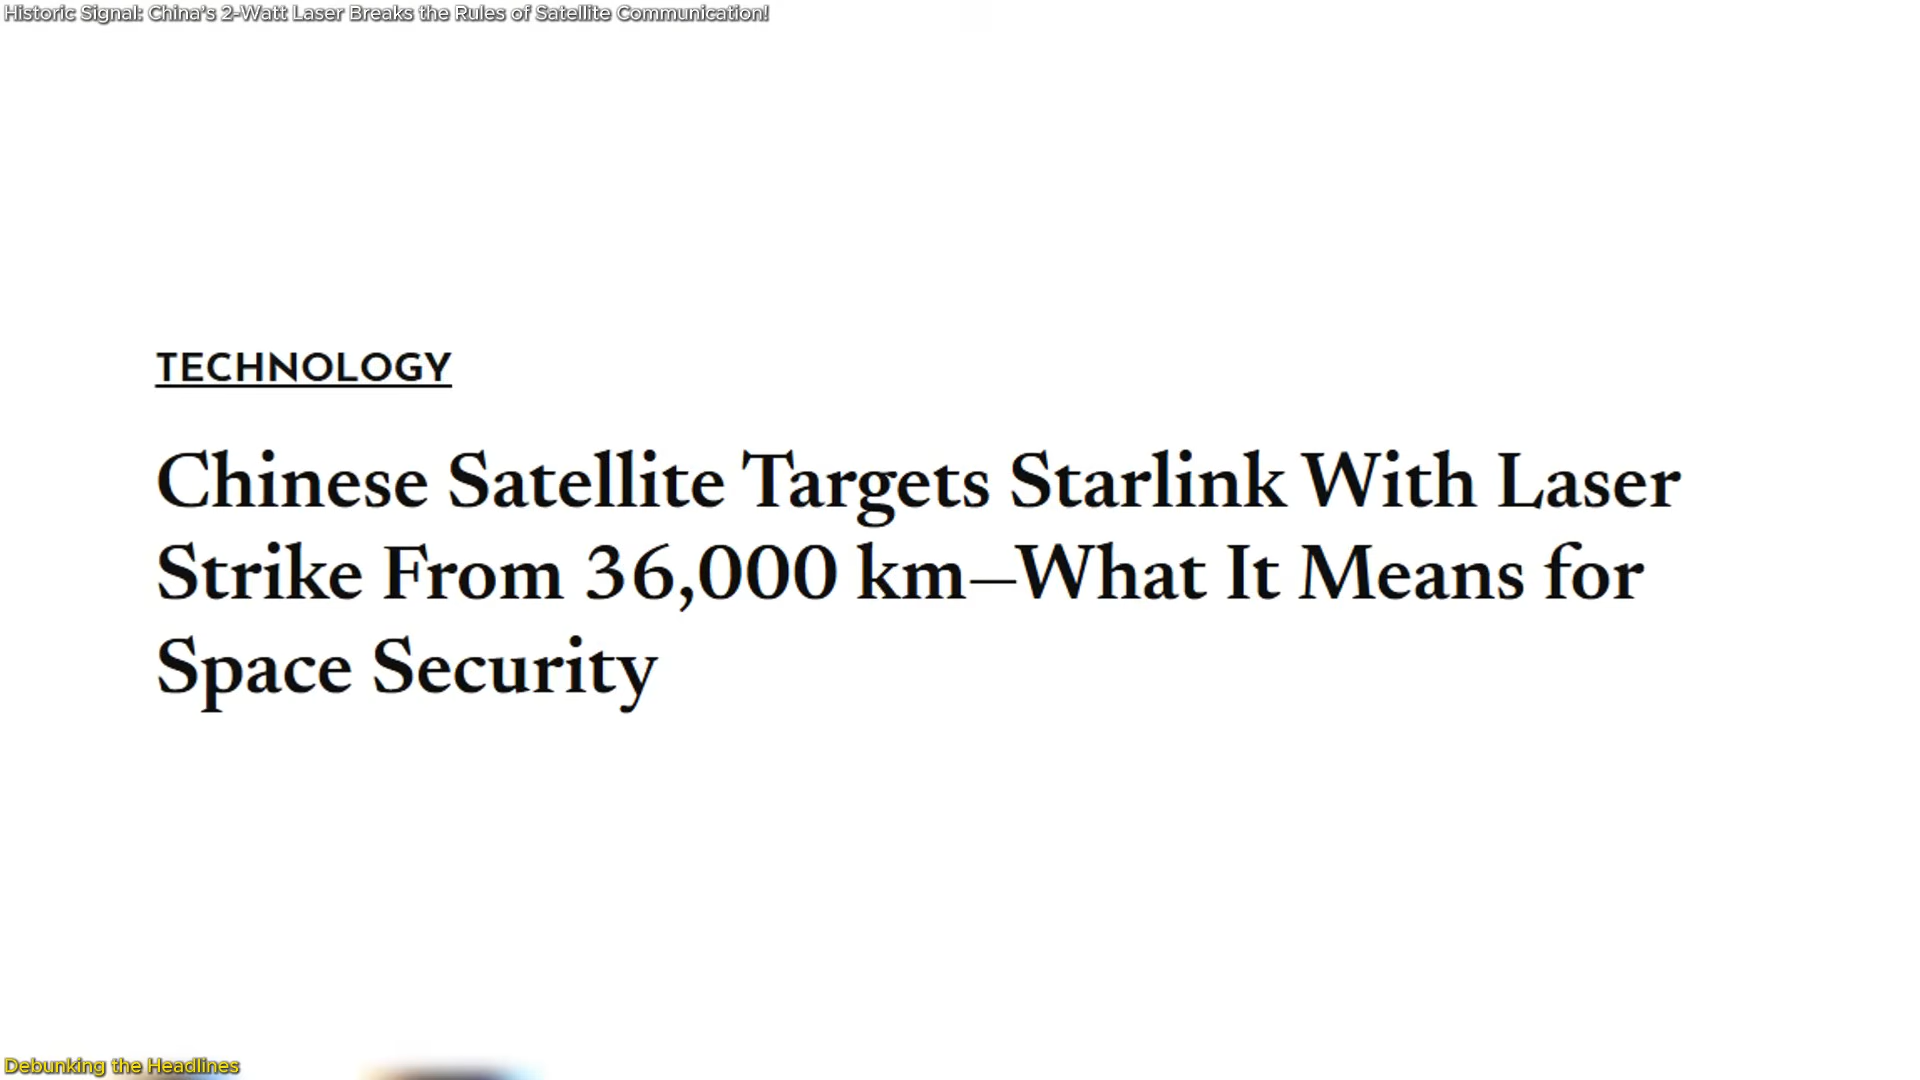 Historic Signal: China's 2-Watt Laser Breaks the Rules of Satellite Communication!
TECHNOLOGY
Chinese Satellite Targets Starlink With Laser
Strike From 36,000 km—What It Means for
Space Security
Debunking the Headlines